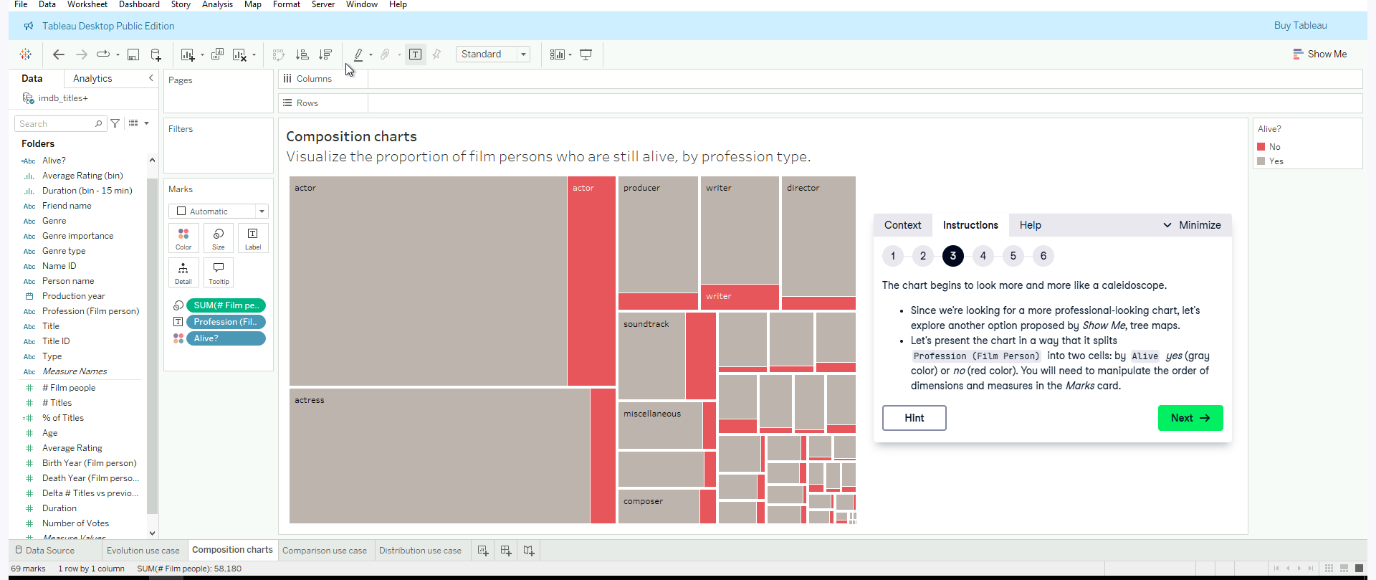 File Data Worksheet Dashboard Story Analysis Map Format Server Window Help
Tableau Desktop Public Edition
Buy Tableau
Standard
Show Me
Data
Analytics
imdb_titles+
Search
Folders
Abc Alive?
Average Rating (bin)
Duration (bin - 15 min)
Abc Friend name
Abc Genre
Abc Genre importance
Abc Genre type
Abc Name ID
Abc Person name
Production year
Abc Profession (Film person)
Abc Title
Abc Title ID
Abc Type
Abc Measure Names
# # Film people
# # Titles
# % of Titles
# Age
# Average Rating
# Birth Year (Film person)
# Death Year (Film perso...
# Delta # Titles vs previo...
# Duration
# Number of Votes
# Measure Values
Pages
Filters
Marks
Automatic
Color
Size
Label
Detail
Tooltip
SUM(# Film pe..
Profession (Fil..
Alive?
Columns
Rows
Composition charts
Visualize the proportion of film persons who are still alive, by profession type.
actor
actor
producer
writer
director
writer
soundtrack
actress
miscellaneous
composer
Alive?
No
Yes
Context
Instructions
Help
Minimize
1 2 3 4 5 6
The chart begins to look more and more like a caleidoscope.
• Since we're looking for a more professional-looking chart, let's
explore another option proposed by Show Me, tree maps.
• Let's present the chart in a way that it splits
Profession (Film Person) into two cells: by Alive yes (gray
color) or no (red color). You will need to manipulate the order of
dimensions and measures in the Marks card.
HInt
Next →
Data Source
Evolution use case
Composition charts
Comparison use case
Distribution use case
69 marks
1 row by 1 column
SUM(# Film people): 58,180